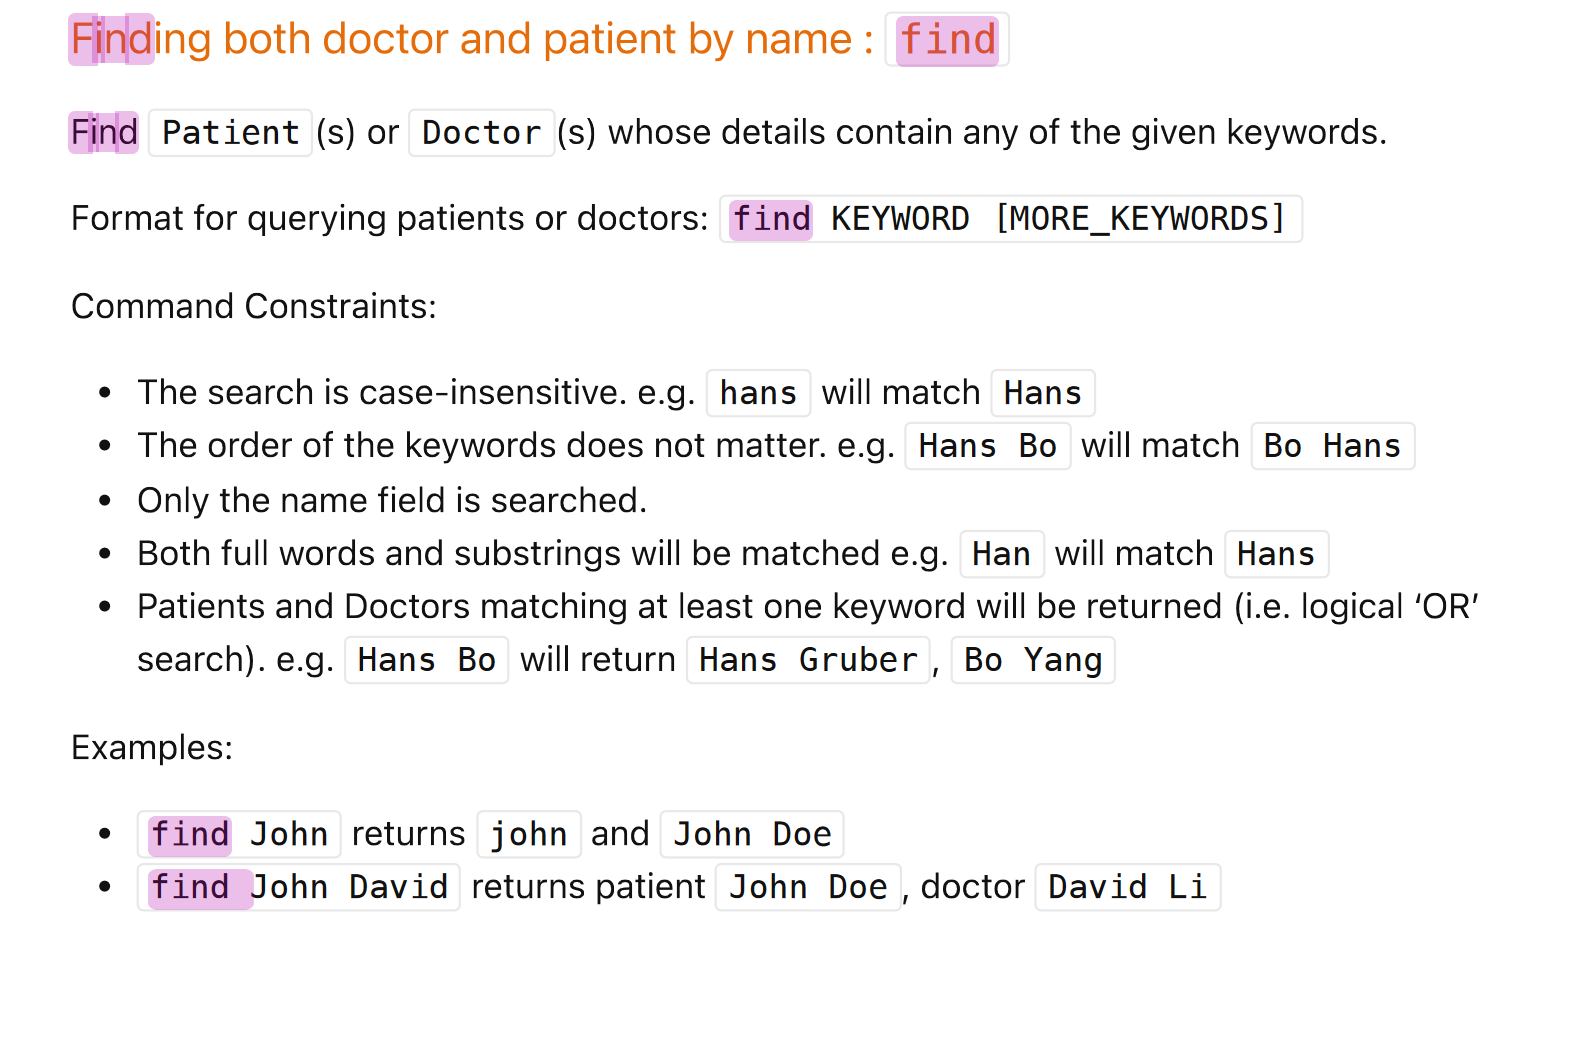 Finding both doctor and patient by name : find
Find Patient(s) or Doctor(s) whose details contain any of the given keywords.
Format for querying patients or doctors: find KEYWORD [MORE_KEYWORDS]
Command Constraints:
• The search is case-insensitive. e.g. hans will match Hans
• The order of the keywords does not matter. e.g. Hans Bo will match Bo Hans
• Only the name field is searched.
• Both full words and substrings will be matched e.g. Han will match Hans
• Patients and Doctors matching at least one keyword will be returned (i.e. logical ‘OR’
search). e.g. Hans Bo will return Hans Gruber, Bo Yang
Examples:
• find John returns john and John Doe
• find John David returns patient John Doe, doctor David Li